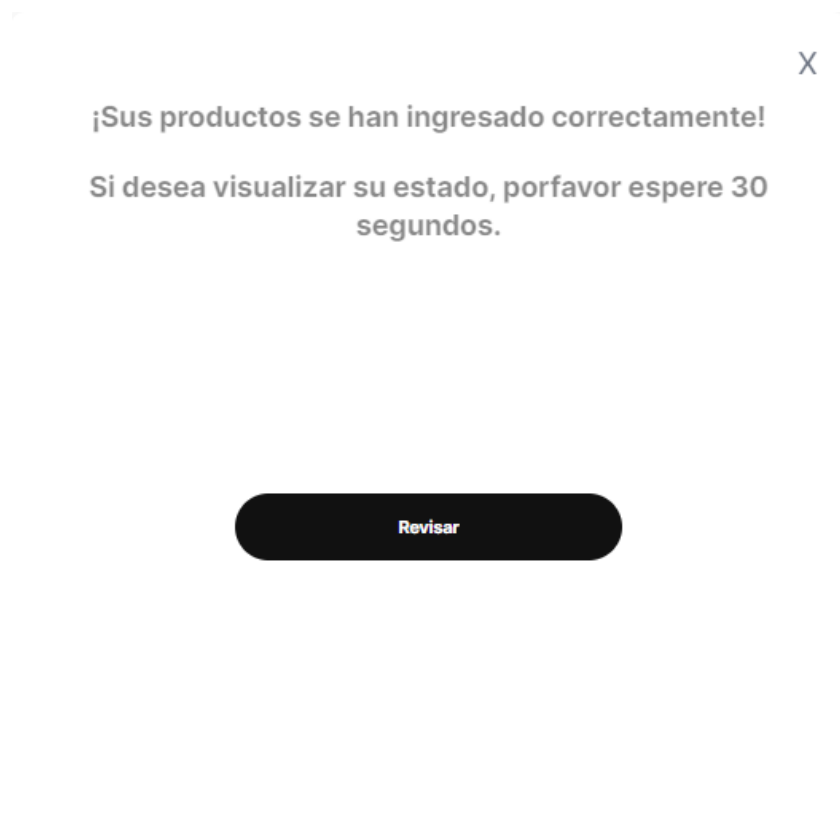 X
¡Sus productos se han ingresado correctamente!
Si desea visualizar su estado, porfavor espere 30
segundos.
Revisar